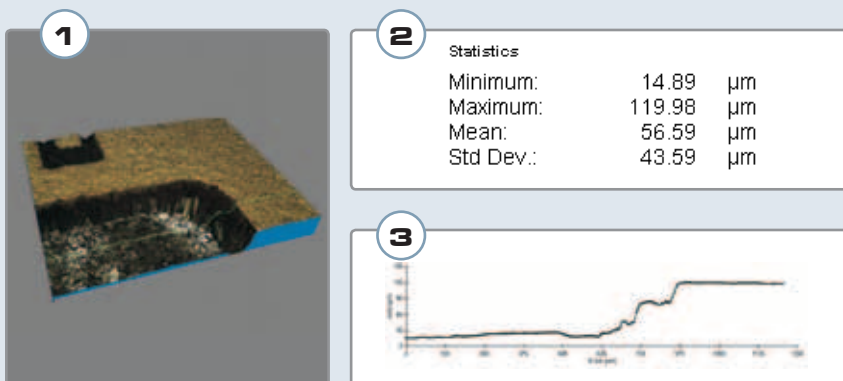 1
2
Statistics
Minimum: 14.89 µm
Maximum: 119.98 µm
Mean: 56.59 µm
Std Dev.: 43.59 µm
3